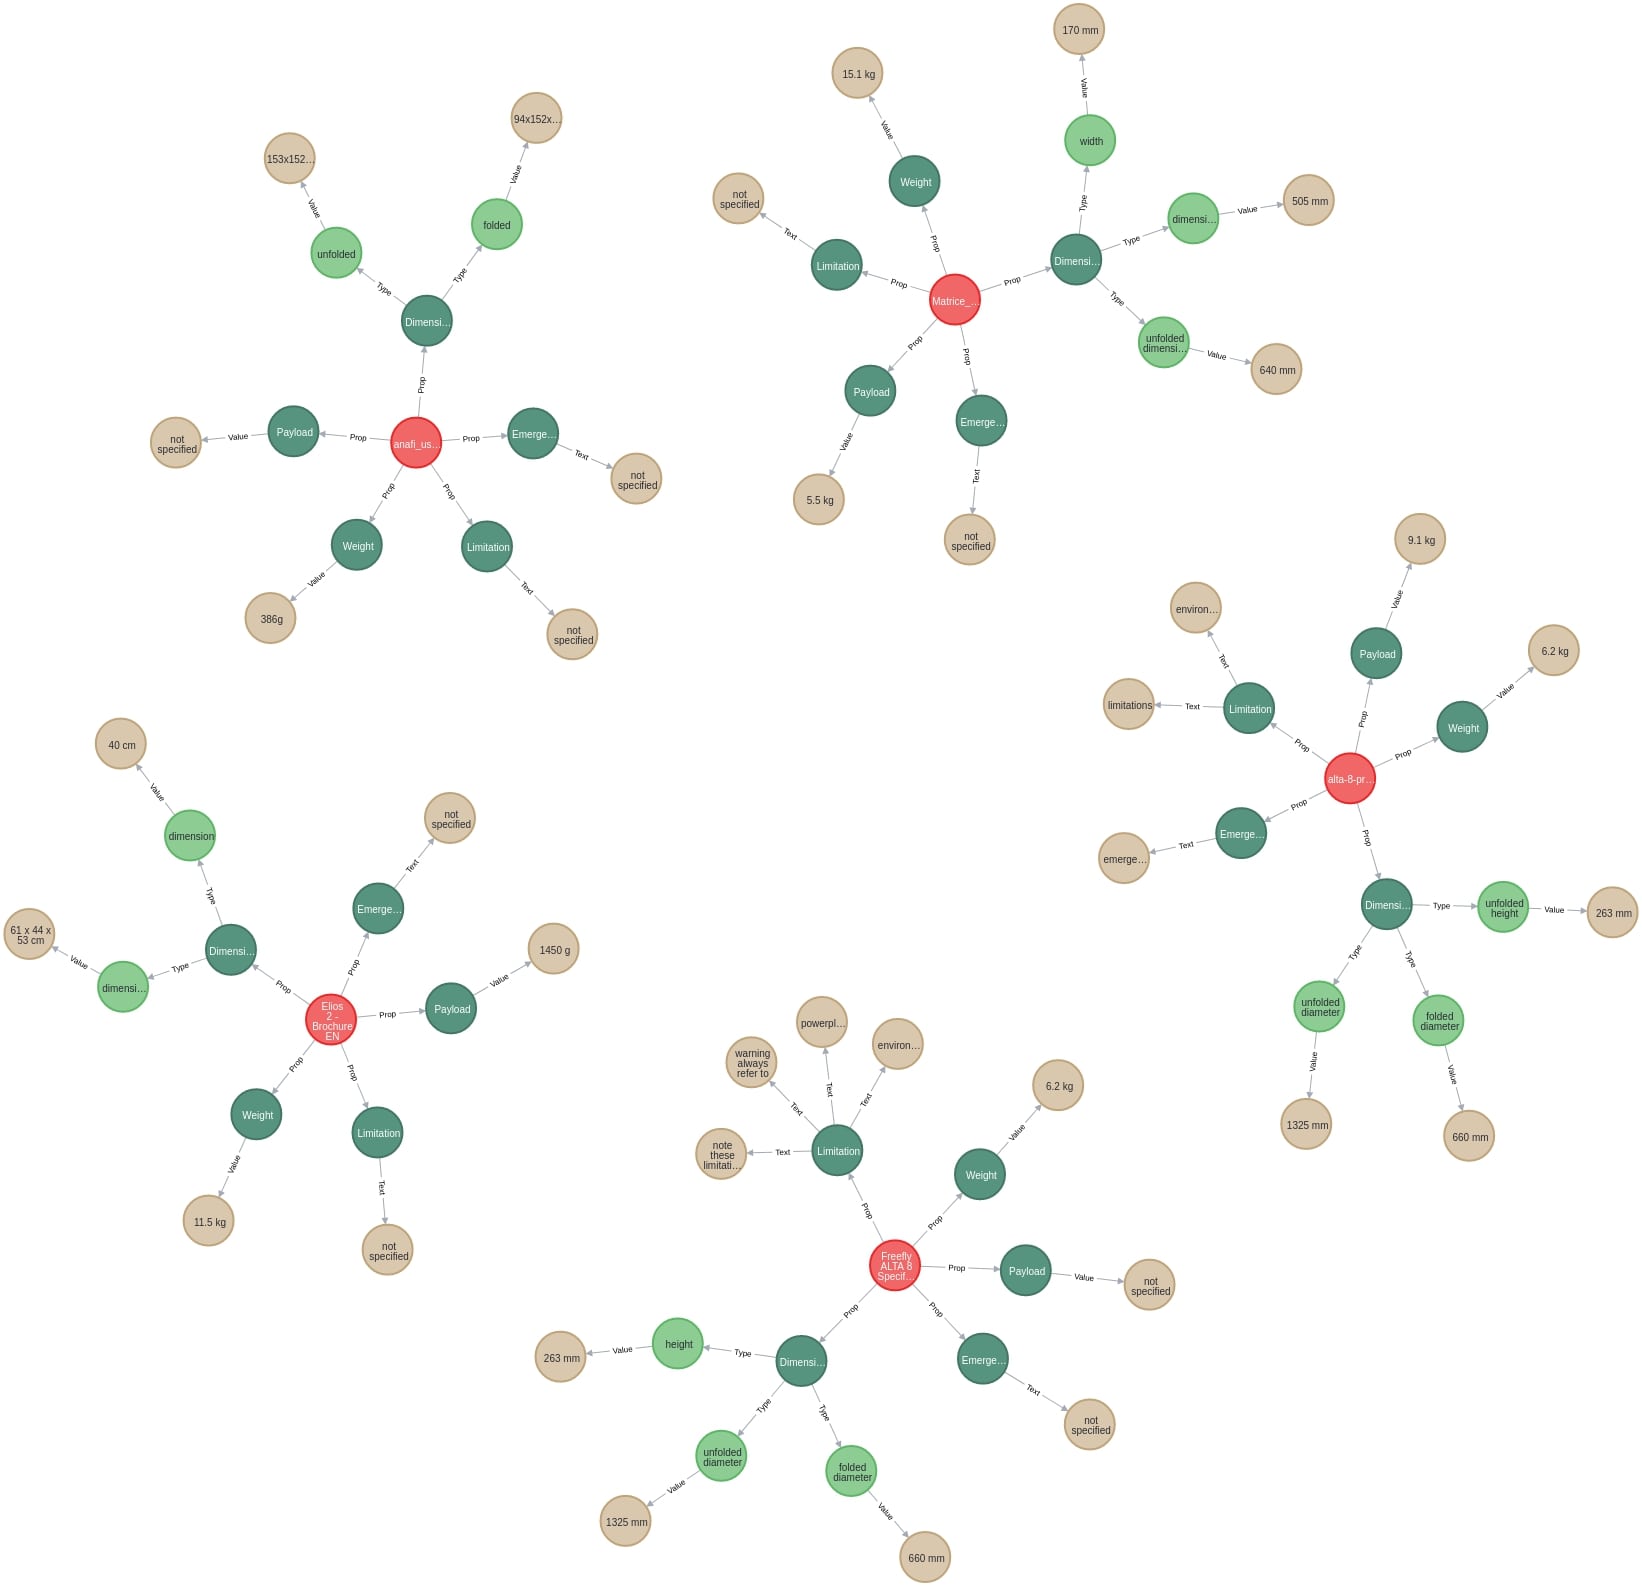 94x152x…
153x152…
Value
Value
folded
unfolded
Type
Type
Dimensi…
Prop
not
specified
Value
Payload
Prop
anafi_us…
Prop
Emerge…
Text
not
specified
Prop
Prop
Weight
Limitation
Value
Text
386g
not
specified
170 mm
15.1 kg
Value
Value
width
Weight
not
specified
Type
505 mm
Value
dimensi…
Text
Prop
Type
Limitation
Dimensi…
Prop
Matrice_…
Prop
Type
unfolded
dimensi…
Value
640 mm
Prop
Prop
Payload
Emerge…
Value
Text
5.5 kg
not
specified
9.1 kg
environ…
Value
Payload
6.2 kg
Text
Value
limitations
Text
Limitation
Prop
Weight
Prop
Prop
alta-8-pr…
Prop
Emerge…
Text
emerge…
Prop
Dimensi…
Type
unfolded
height
Value
263 mm
Type
Type
unfolded
diameter
folded
diameter
Value
Value
1325 mm
660 mm
40 cm
Value
dimension
not
specified
Text
Type
Emerge…
61 x 44 x
53 cm
Value
dimensi…
Type
Dimensi…
Prop
Prop
1450 g
Value
Payload
Prop
Elios
2 -
Brochure
EN
Prop
Prop
Weight
Limitation
Value
Text
11.5 kg
not
specified
powerpl…
environ…
warning
always
refer to
Text
Text
Text
note
these
limitati…
Text
Limitation
6.2 kg
Value
Weight
Prop
Prop
Freefly
ALTA 8
Specif…
Prop
Payload
Value
not
specified
Prop
Prop
Emerge…
Text
not
specified
263 mm
Value
height
Type
Dimensi…
Type
Type
unfolded
diameter
folded
diameter
Value
Value
1325 mm
660 mm